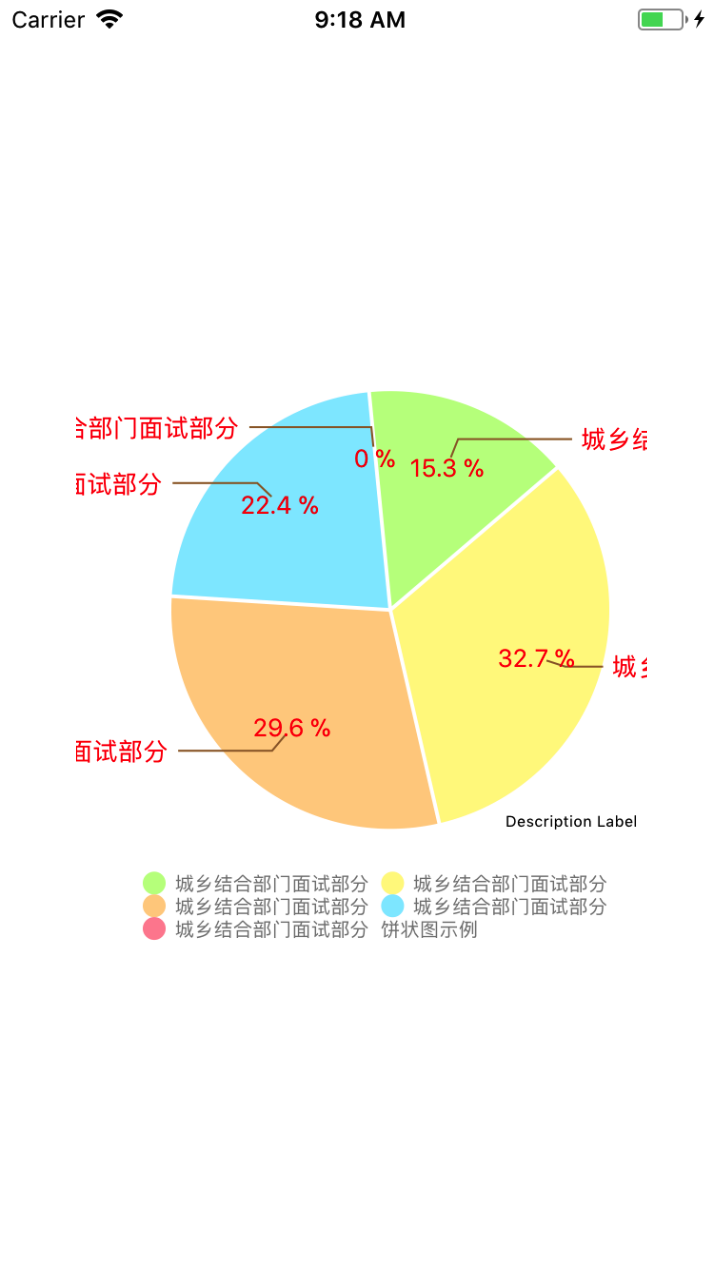 Carrier 9:18 AM
合部门面试部分
城乡结
0 %
15.3 %
面试部分
22.4 %
32.7 %
城乡
29.6 %
面试部分
Description Label
城乡结合部门面试部分 城乡结合部门面试部分
城乡结合部门面试部分 城乡结合部门面试部分
城乡结合部门面试部分 饼状图示例